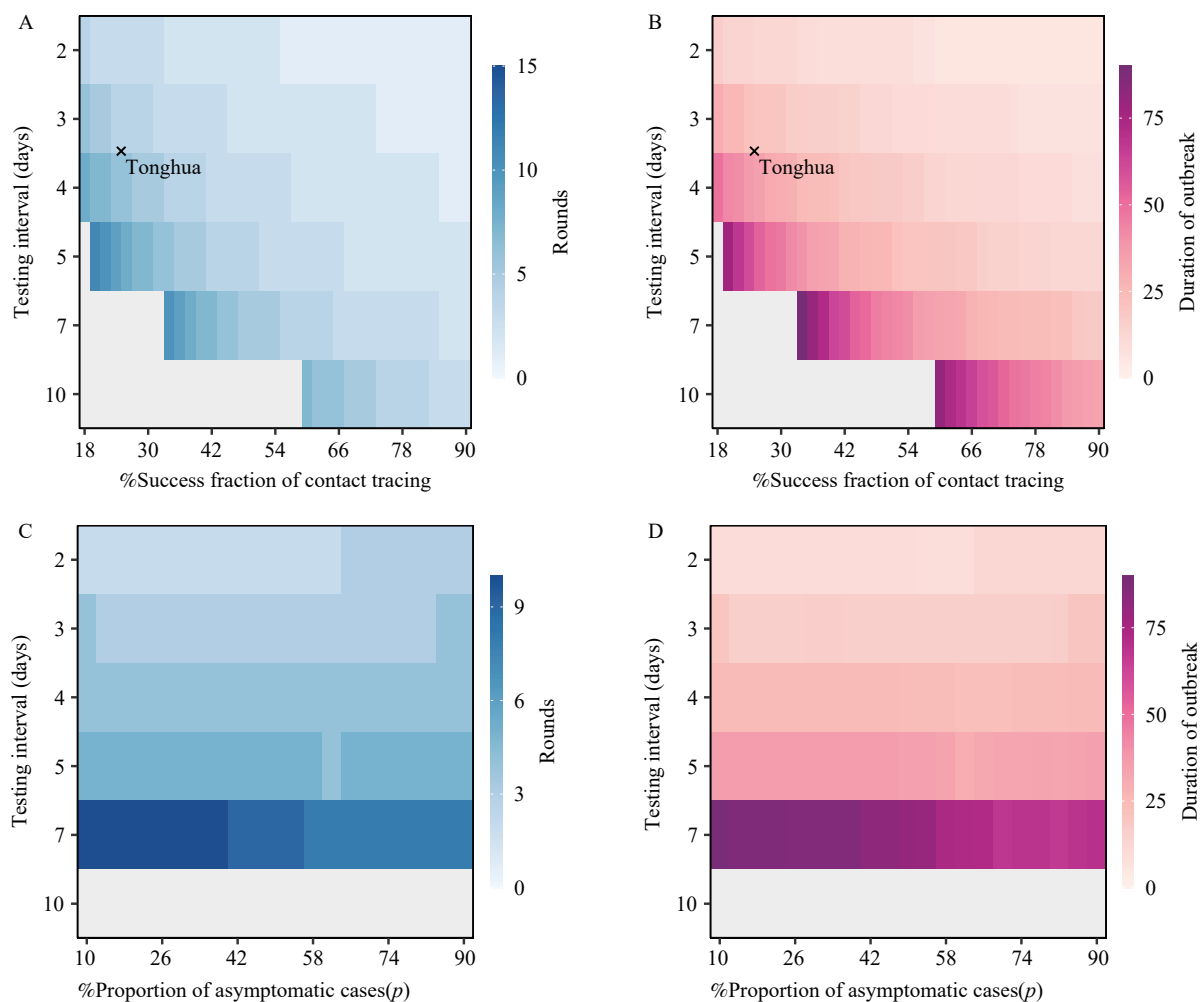 A
Testing interval (days)
2
3
4
5
7
10
Tonghua
18 30 42 54 66 78 90
%Success fraction of contact tracing
15
10
5
0
Rounds
B
Testing interval (days)
2
3
4
5
7
10
Tonghua
18 30 42 54 66 78 90
%Success fraction of contact tracing
75
50
25
0
Duration of outbreak
C
Testing interval (days)
2
3
4
5
7
10
10 26 42 58 74 90
%Proportion of asymptomatic cases(p)
9
6
3
0
Rounds
D
Testing interval (days)
2
3
4
5
7
10
10 26 42 58 74 90
%Proportion of asymptomatic cases(p)
75
50
25
0
Duration of outbreak